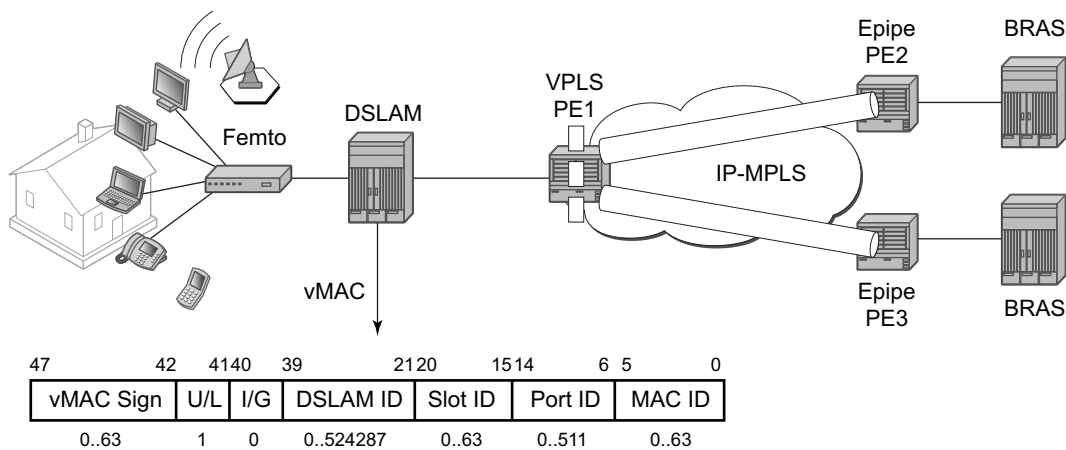 Epipe
PE2
BRAS
VPLS
PE1
DSLAM
Femto
IP-MPLS
vMAC
Epipe
PE3
BRAS
47 42 41 40 39 21 20 15 14 6 5 0
vMAC Sign U/L I/G DSLAM ID Slot ID Port ID MAC ID
0..63 1 0 0..524287 0..63 0..511 0..63